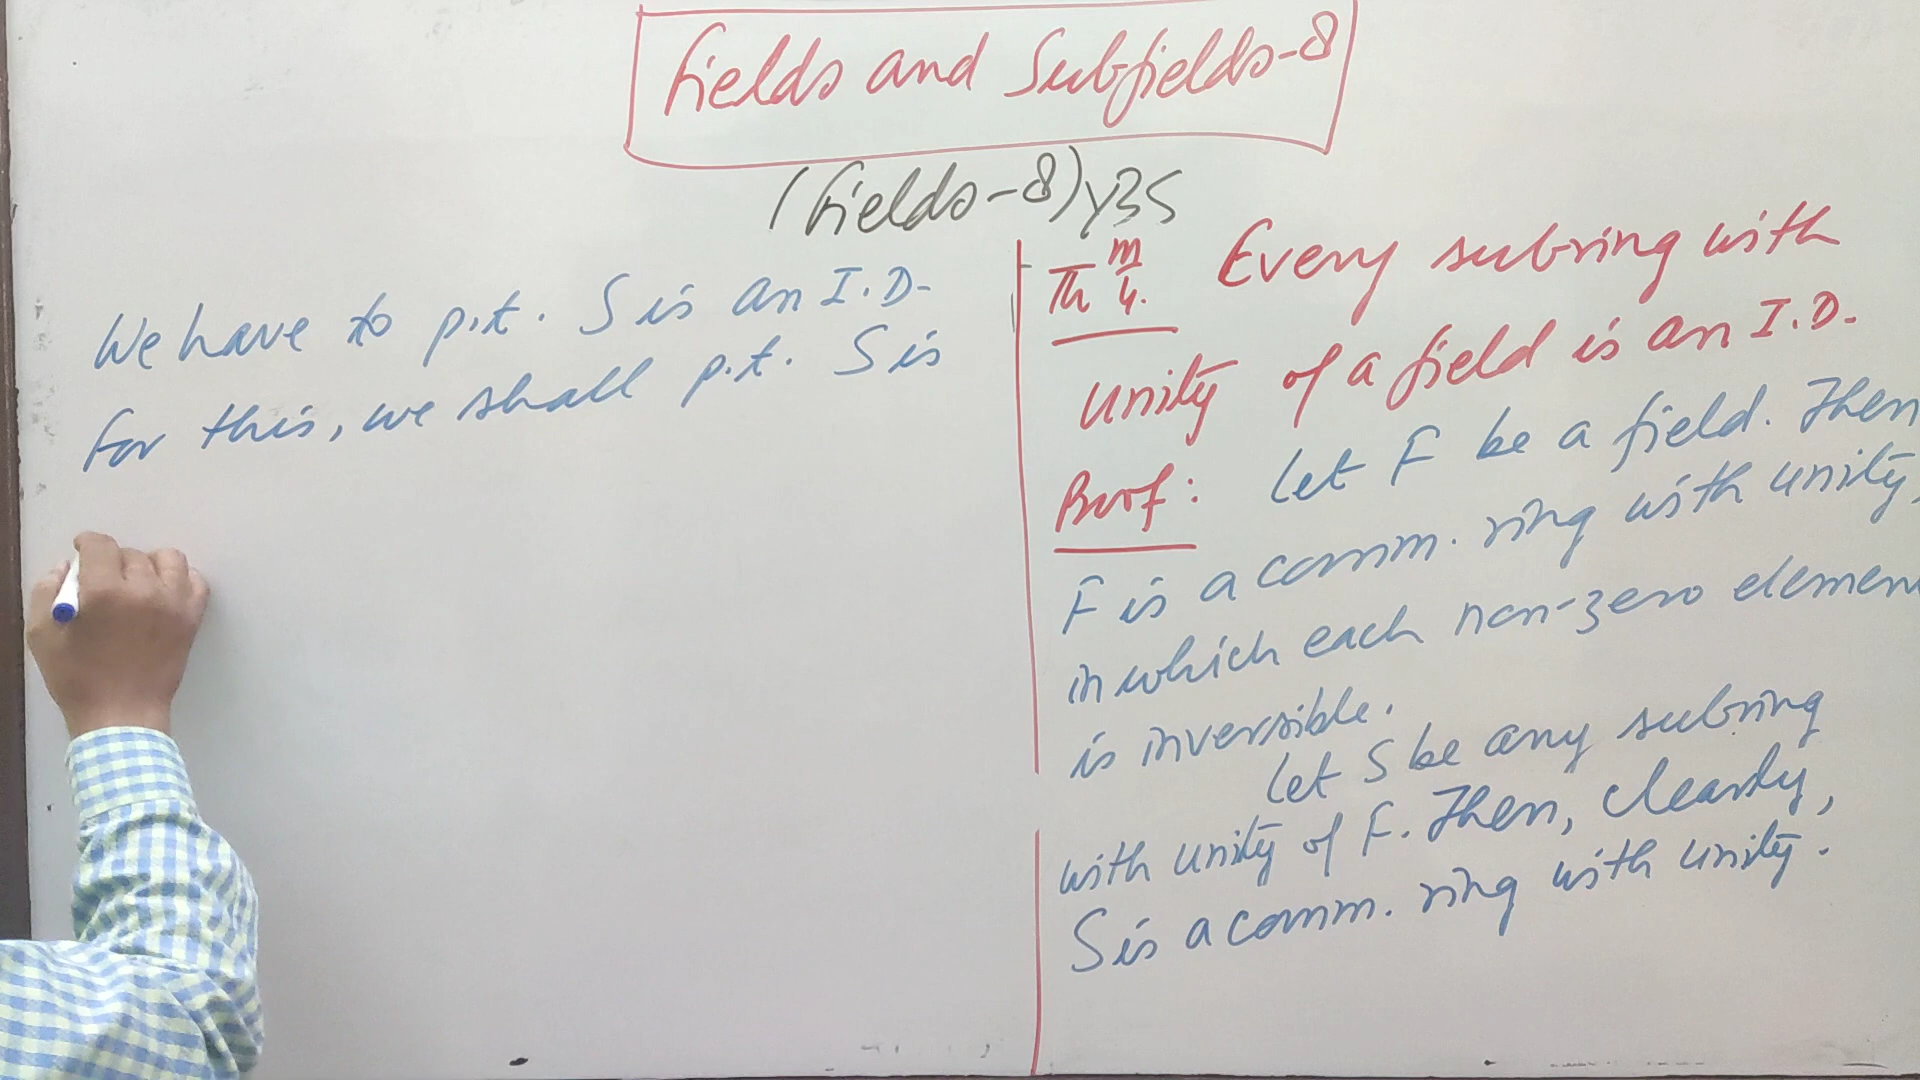 Fields and Subfields-8
(Fields-8) y35
Thm 4. Every subring with
unity of a field is an I.D.
Proof: Let F be a field. Then
F is a comm. ring with unity,
in which each non-zero elemen
is inversible.
Let S be any subring
with unity of F. Then, clearly,
S is a comm. ring with unity.
We have to p.t. S is an I.D.
For this, we shall p.t. S is